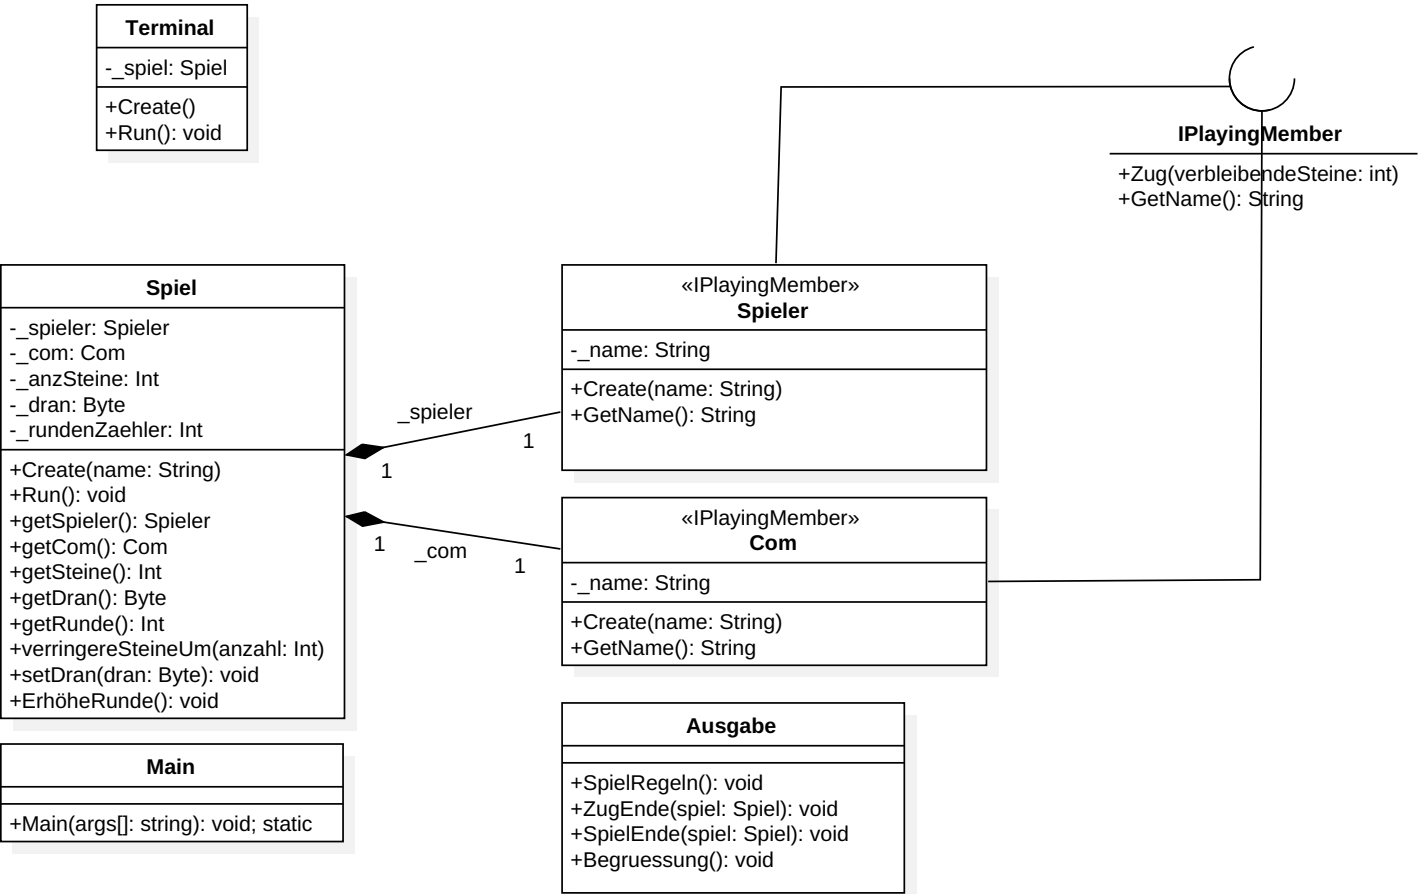 Terminal
-_spiel: Spiel
+Create()
+Run(): void
IPlayingMember
+Zug(verbleibendeSteine: int)
+GetName(): String
Spiel
-_spieler: Spieler
-_com: Com
-_anzSteine: Int
-_dran: Byte
-_rundenZaehler: Int
+Create(name: String)
+Run(): void
+getSpieler(): Spieler
+getCom(): Com
+getSteine(): Int
+getDran(): Byte
+getRunde(): Int
+verringereSteineUm(anzahl: Int)
+setDran(dran: Byte): void
+ErhöheRunde(): void
_spieler
1
1
1
_com
1
«IPlayingMember»
Spieler
-_name: String
+Create(name: String)
+GetName(): String
«IPlayingMember»
Com
-_name: String
+Create(name: String)
+GetName(): String
Main
+Main(args[]: string): void; static
Ausgabe
+SpielRegeln(): void
+ZugEnde(spiel: Spiel): void
+SpielEnde(spiel: Spiel): void
+Begruessung(): void